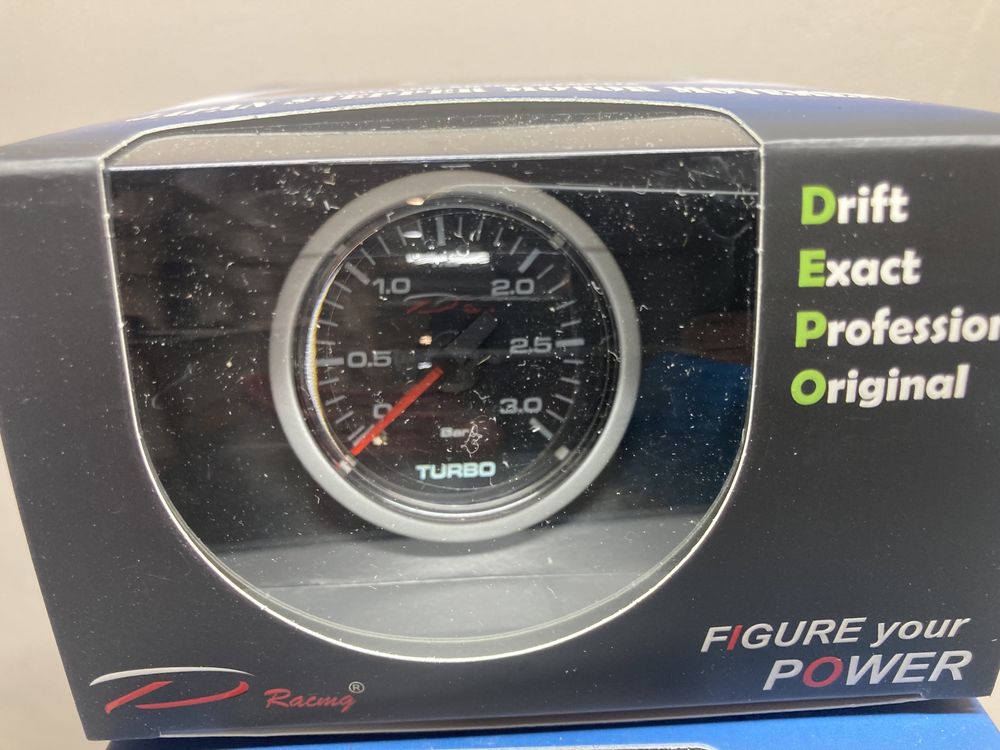 Drift
Exact
Profession
Original
1.0
2.0
0.5
2.5
0
3.0
Bar
TURBO
FIGURE your
POWER
D Racing®